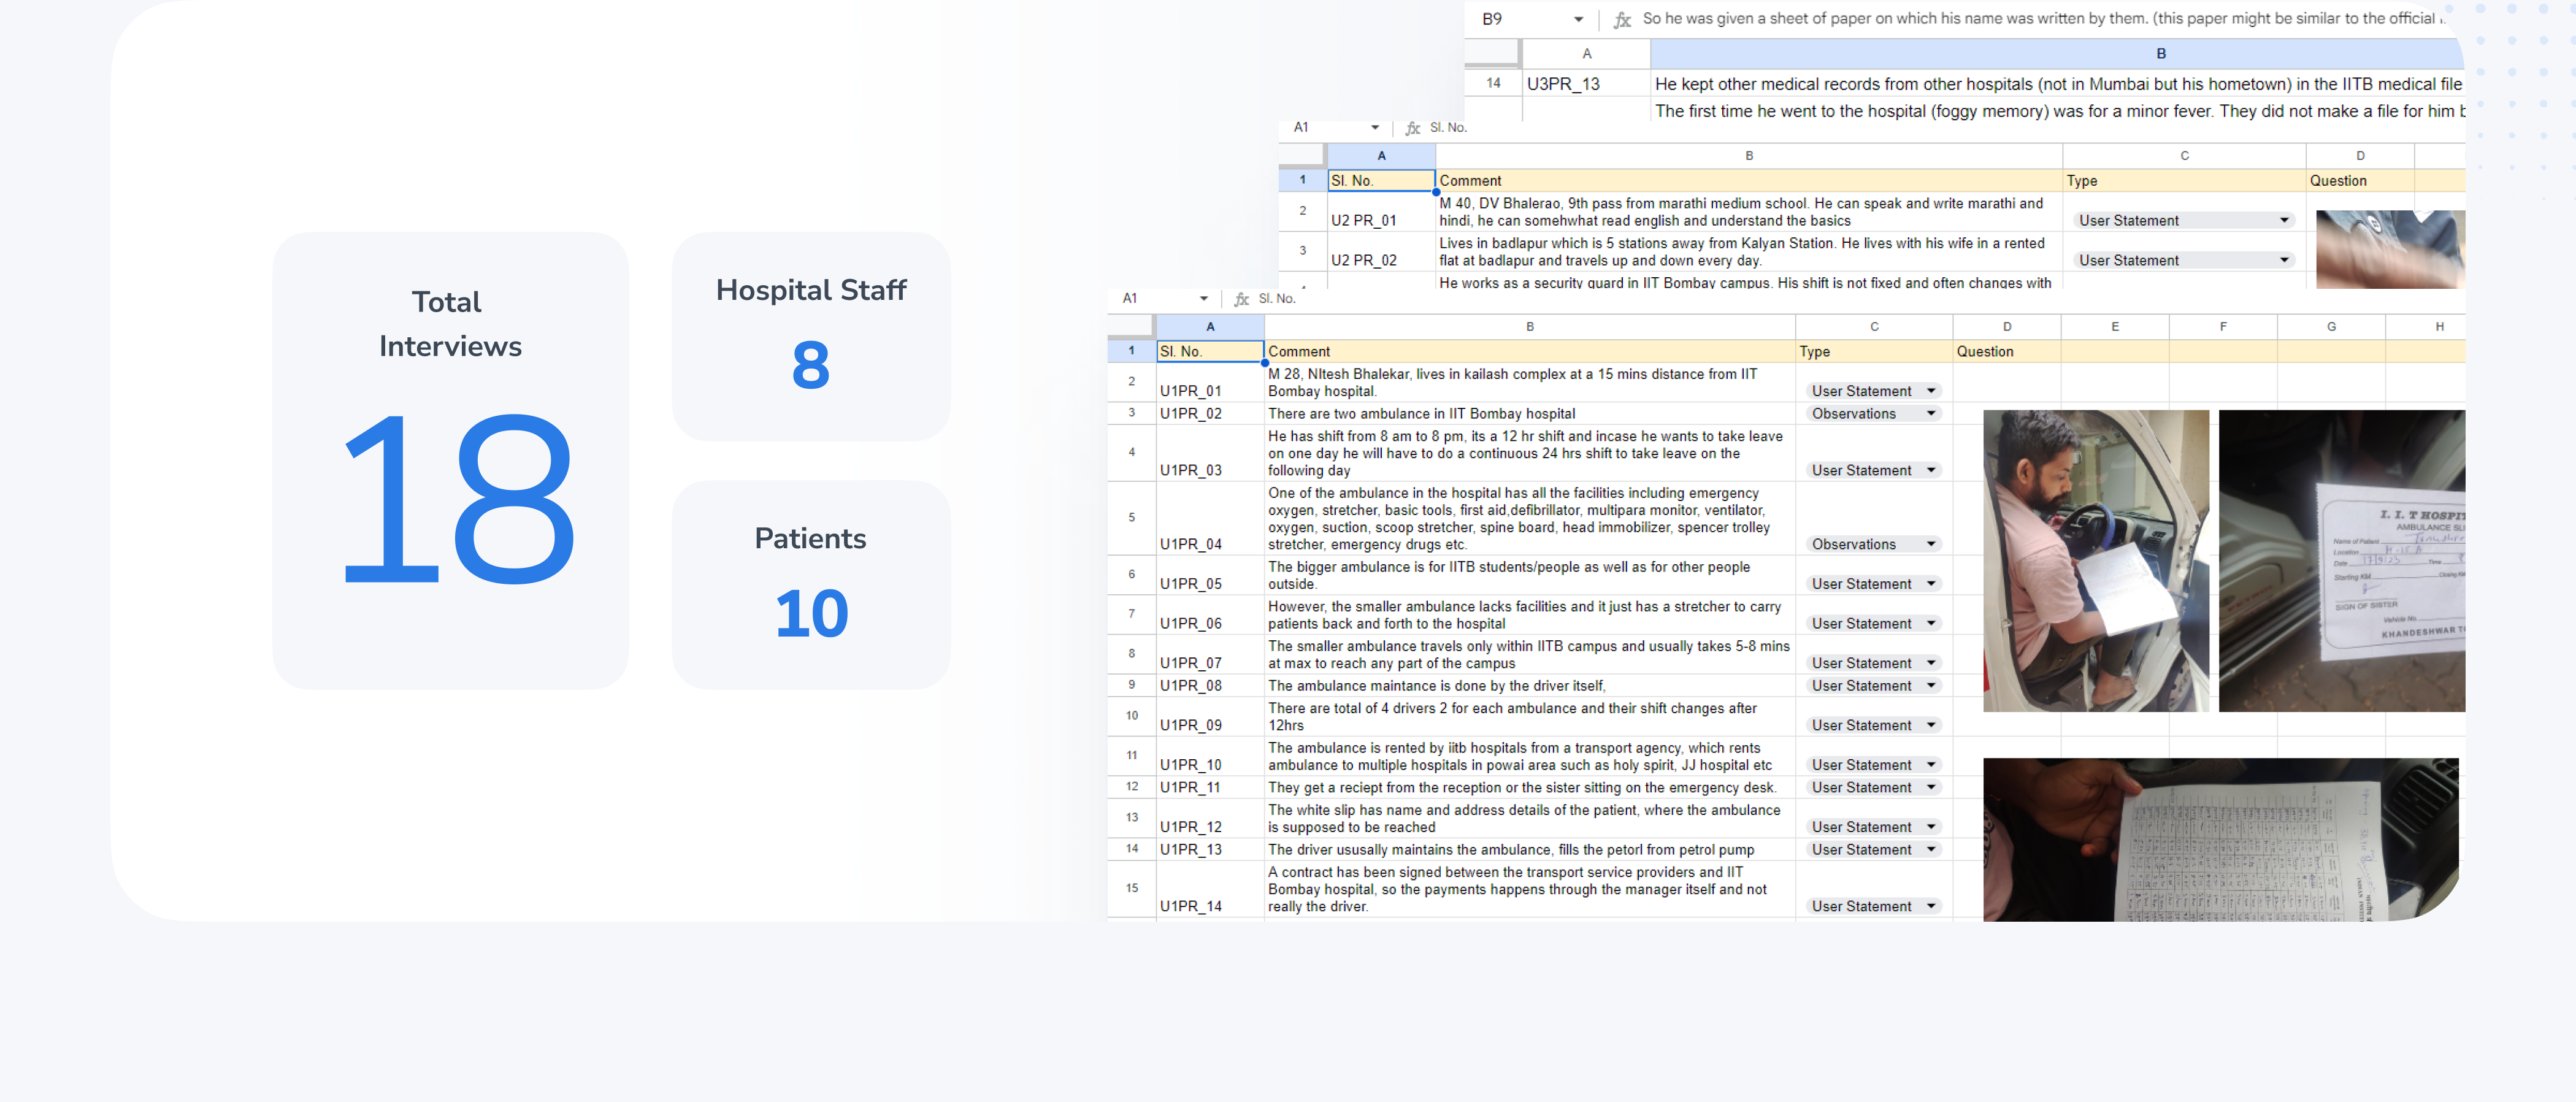 Total
Interviews
18
Hospital Staff
8
Patients
10
B9
fx
So he was given a sheet of paper on which his name was written by them. (this paper might be similar to the official
A
B
14
U3PR_13
He kept other medical records from other hospitals (not in Mumbai but his hometown) in the IITB medical file
The first time he went to the hospital (foggy memory) was for a minor fever. They did not make a file for him
A1
fx
Sl. No.
A
B
C
D
1
Sl. No.
Comment
Type
Question
2
U2 PR_01
M 40, DV Bhalerao, 9th pass from marathi medium school. He can speak and write marathi and
hindi, he can somehwhat read english and understand the basics
User Statement
3
U2 PR_02
Lives in badlapur which is 5 stations away from Kalyan Station. He lives with his wife in a rented
flat at badlapur and travels up and down every day.
User Statement
He works as a security guard in IIT Bombay campus. His shift is not fixed and often changes with
A1
fx
Sl. No.
A
B
C
D
E
F
G
H
1
Sl. No.
Comment
Type
Question
2
U1PR_01
M 28, NItesh Bhalekar, lives in kailash complex at a 15 mins distance from IIT
Bombay hospital.
User Statement
3
U1PR_02
There are two ambulance in IIT Bombay hospital
Observations
4
U1PR_03
He has shift from 8 am to 8 pm, its a 12 hr shift and incase he wants to take leave
on one day he will have to do a continuous 24 hrs shift to take leave on the
following day
User Statement
5
U1PR_04
One of the ambulance in the hospital has all the facilities including emergency
oxygen, stretcher, basic tools, first aid,defibrillator, multipara monitor, ventilator,
oxygen, suction, scoop stretcher, spine board, head immobilizer, spencer trolley
stretcher, emergency drugs etc.
Observations
6
U1PR_05
The bigger ambulance is for IITB students/people as well as for other people
outside.
User Statement
7
U1PR_06
However, the smaller ambulance lacks facilities and it just has a stretcher to carry
patients back and forth to the hospital
User Statement
8
U1PR_07
The smaller ambulance travels only within IITB campus and usually takes 5-8 mins
at max to reach any part of the campus
User Statement
9
U1PR_08
The ambulance maintance is done by the driver itself,
User Statement
10
U1PR_09
There are total of 4 drivers 2 for each ambulance and their shift changes after
12hrs
User Statement
11
U1PR_10
The ambulance is rented by iitb hospitals from a transport agency, which rents
ambulance to multiple hospitals in powai area such as holy spirit, JJ hospital etc
User Statement
12
U1PR_11
They get a reciept from the reception or the sister sitting on the emergency desk.
User Statement
13
U1PR_12
The white slip has name and address details of the patient, where the ambulance
is supposed to be reached
User Statement
14
U1PR_13
The driver ususally maintains the ambulance, fills the petorl from petrol pump
User Statement
15
U1PR_14
A contract has been signed between the transport service providers and IIT
Bombay hospital, so the payments happens through the manager itself and not
really the driver.
User Statement
I. I. T HOSPIT
AMBULANCE SLI
Name of Patient
Location
Date
Time
Starting KM
Closing KM
SIGN OF SISTER
Vehicle No.
KHANDESHWAR TO